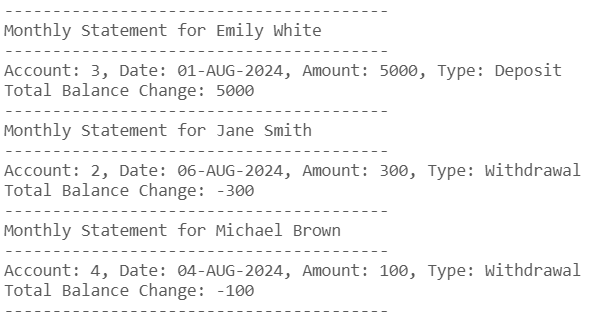 ----------------------------------------
Monthly Statement for Emily White
----------------------------------------
Account: 3, Date: 01-AUG-2024, Amount: 5000, Type: Deposit
Total Balance Change: 5000
----------------------------------------
Monthly Statement for Jane Smith
----------------------------------------
Account: 2, Date: 06-AUG-2024, Amount: 300, Type: Withdrawal
Total Balance Change: -300
----------------------------------------
Monthly Statement for Michael Brown
----------------------------------------
Account: 4, Date: 04-AUG-2024, Amount: 100, Type: Withdrawal
Total Balance Change: -100
----------------------------------------